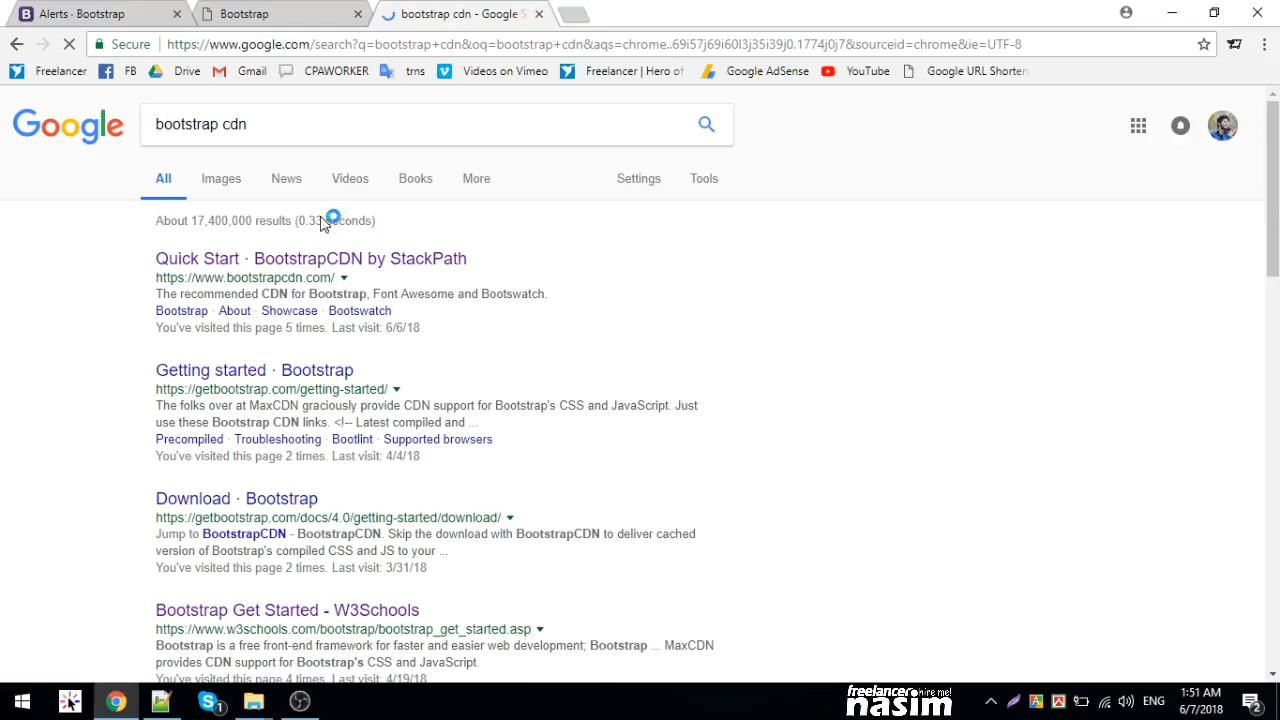 Alerts · Bootstrap
Bootstrap
bootstrap cdn - Google S
Secure
https://www.google.com/search?q=bootstrap+cdn&oq=bootstrap+cdn&aqs=chrome..69i57j69i60l3j35i39j0.1774j0j7&sourceid=chrome&ie=UTF-8
Freelancer
FB
Drive
Gmail
CPAWORKER
trns
Videos on Vimeo
Freelancer | Hero of
Google AdSense
YouTube
Google URL Shorten
Google
bootstrap cdn
All
Images
News
Videos
Books
More
Settings
Tools
About 17,400,000 results (0.33 seconds)
Quick Start · BootstrapCDN by StackPath
https://www.bootstrapcdn.com/
The recommended CDN for Bootstrap, Font Awesome and Bootswatch.
Bootstrap · About · Showcase · Bootswatch
You've visited this page 5 times. Last visit: 6/6/18
Getting started · Bootstrap
https://getbootstrap.com/getting-started/
The folks over at MaxCDN graciously provide CDN support for Bootstrap's CSS and JavaScript. Just
use these Bootstrap CDN links. <!-- Latest compiled and ...
Precompiled · Troubleshooting · Bootlint · Supported browsers
You've visited this page 2 times. Last visit: 4/4/18
Download · Bootstrap
https://getbootstrap.com/docs/4.0/getting-started/download/
Jump to BootstrapCDN - BootstrapCDN. Skip the download with BootstrapCDN to deliver cached
version of Bootstrap's compiled CSS and JS to your ...
You've visited this page 2 times. Last visit: 3/31/18
Bootstrap Get Started - W3Schools
https://www.w3schools.com/bootstrap/bootstrap_get_started.asp
Bootstrap is a free front-end framework for faster and easier web development; Bootstrap ... MaxCDN
provides CDN support for Bootstrap's CSS and JavaScript.
You've visited this page 4 times. Last visit: 4/19/18
freelancer hire me!
nasim
ENG
1:51 AM
6/7/2018